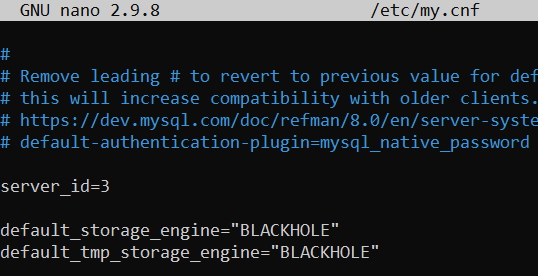 GNU nano 2.9.8 /etc/my.cnf
#
# Remove leading # to revert to previous value for def
# this will increase compatibility with older clients.
# https://dev.mysql.com/doc/refman/8.0/en/server-syste
# default-authentication-plugin=mysql_native_password
server_id=3
default_storage_engine="BLACKHOLE"
default_tmp_storage_engine="BLACKHOLE"